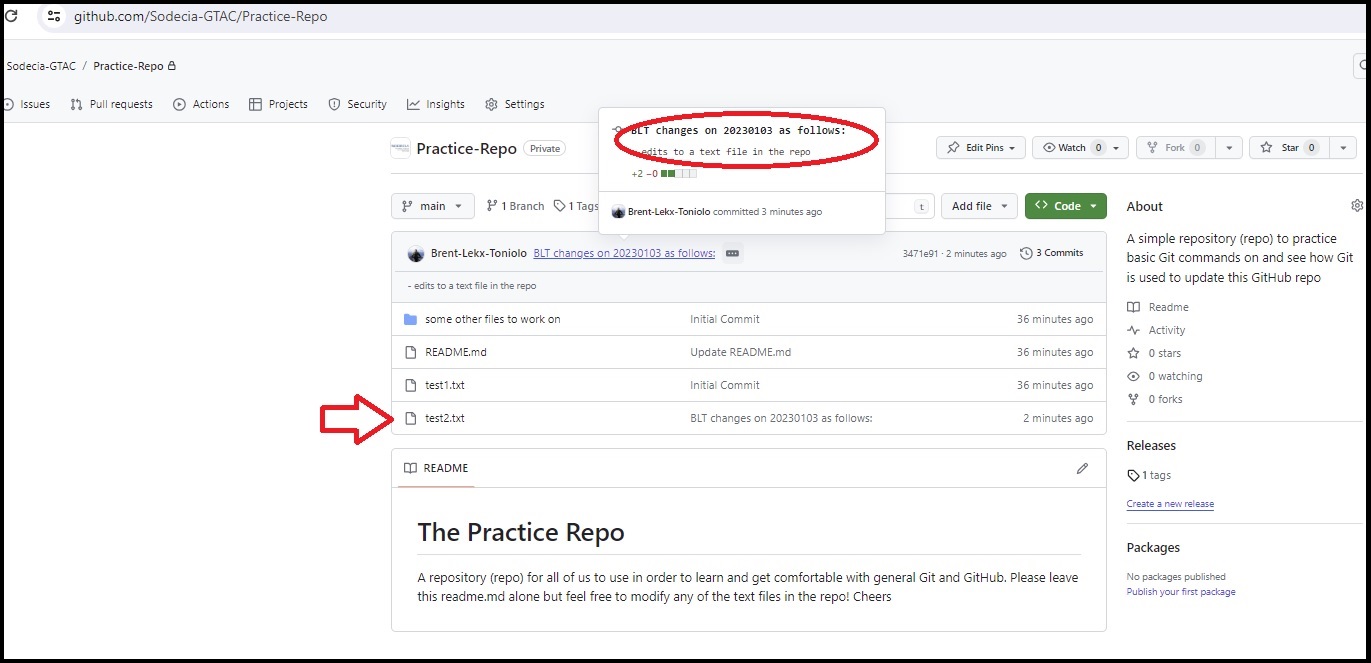 github.com/Sodecia-GTAC/Practice-Repo
Sodecia-GTAC / Practice-Repo
Issues Pull requests Actions Projects Security Insights Settings
BLT changes on 20230103 as follows:
- edits to a text file in the repo
+2 −0
Brent-Lekx-Toniolo committed 3 minutes ago
Practice-Repo Private
Edit Pins Watch 0 Fork 0 Star 0
main 1 Branch 1 Tags t Add file Code
Brent-Lekx-Toniolo BLT changes on 20230103 as follows: 3471e91 · 2 minutes ago 3 Commits
- edits to a text file in the repo
some other files to work on Initial Commit 36 minutes ago
README.md Update README.md 36 minutes ago
test1.txt Initial Commit 36 minutes ago
test2.txt BLT changes on 20230103 as follows: 2 minutes ago
README
The Practice Repo
A repository (repo) for all of us to use in order to learn and get comfortable with general Git and GitHub. Please leave
this readme.md alone but feel free to modify any of the text files in the repo! Cheers
About
A simple repository (repo) to practice
basic Git commands on and see how Git
is used to update this GitHub repo
Readme
Activity
0 stars
0 watching
0 forks
Releases
1 tags
Create a new release
Packages
No packages published
Publish your first package